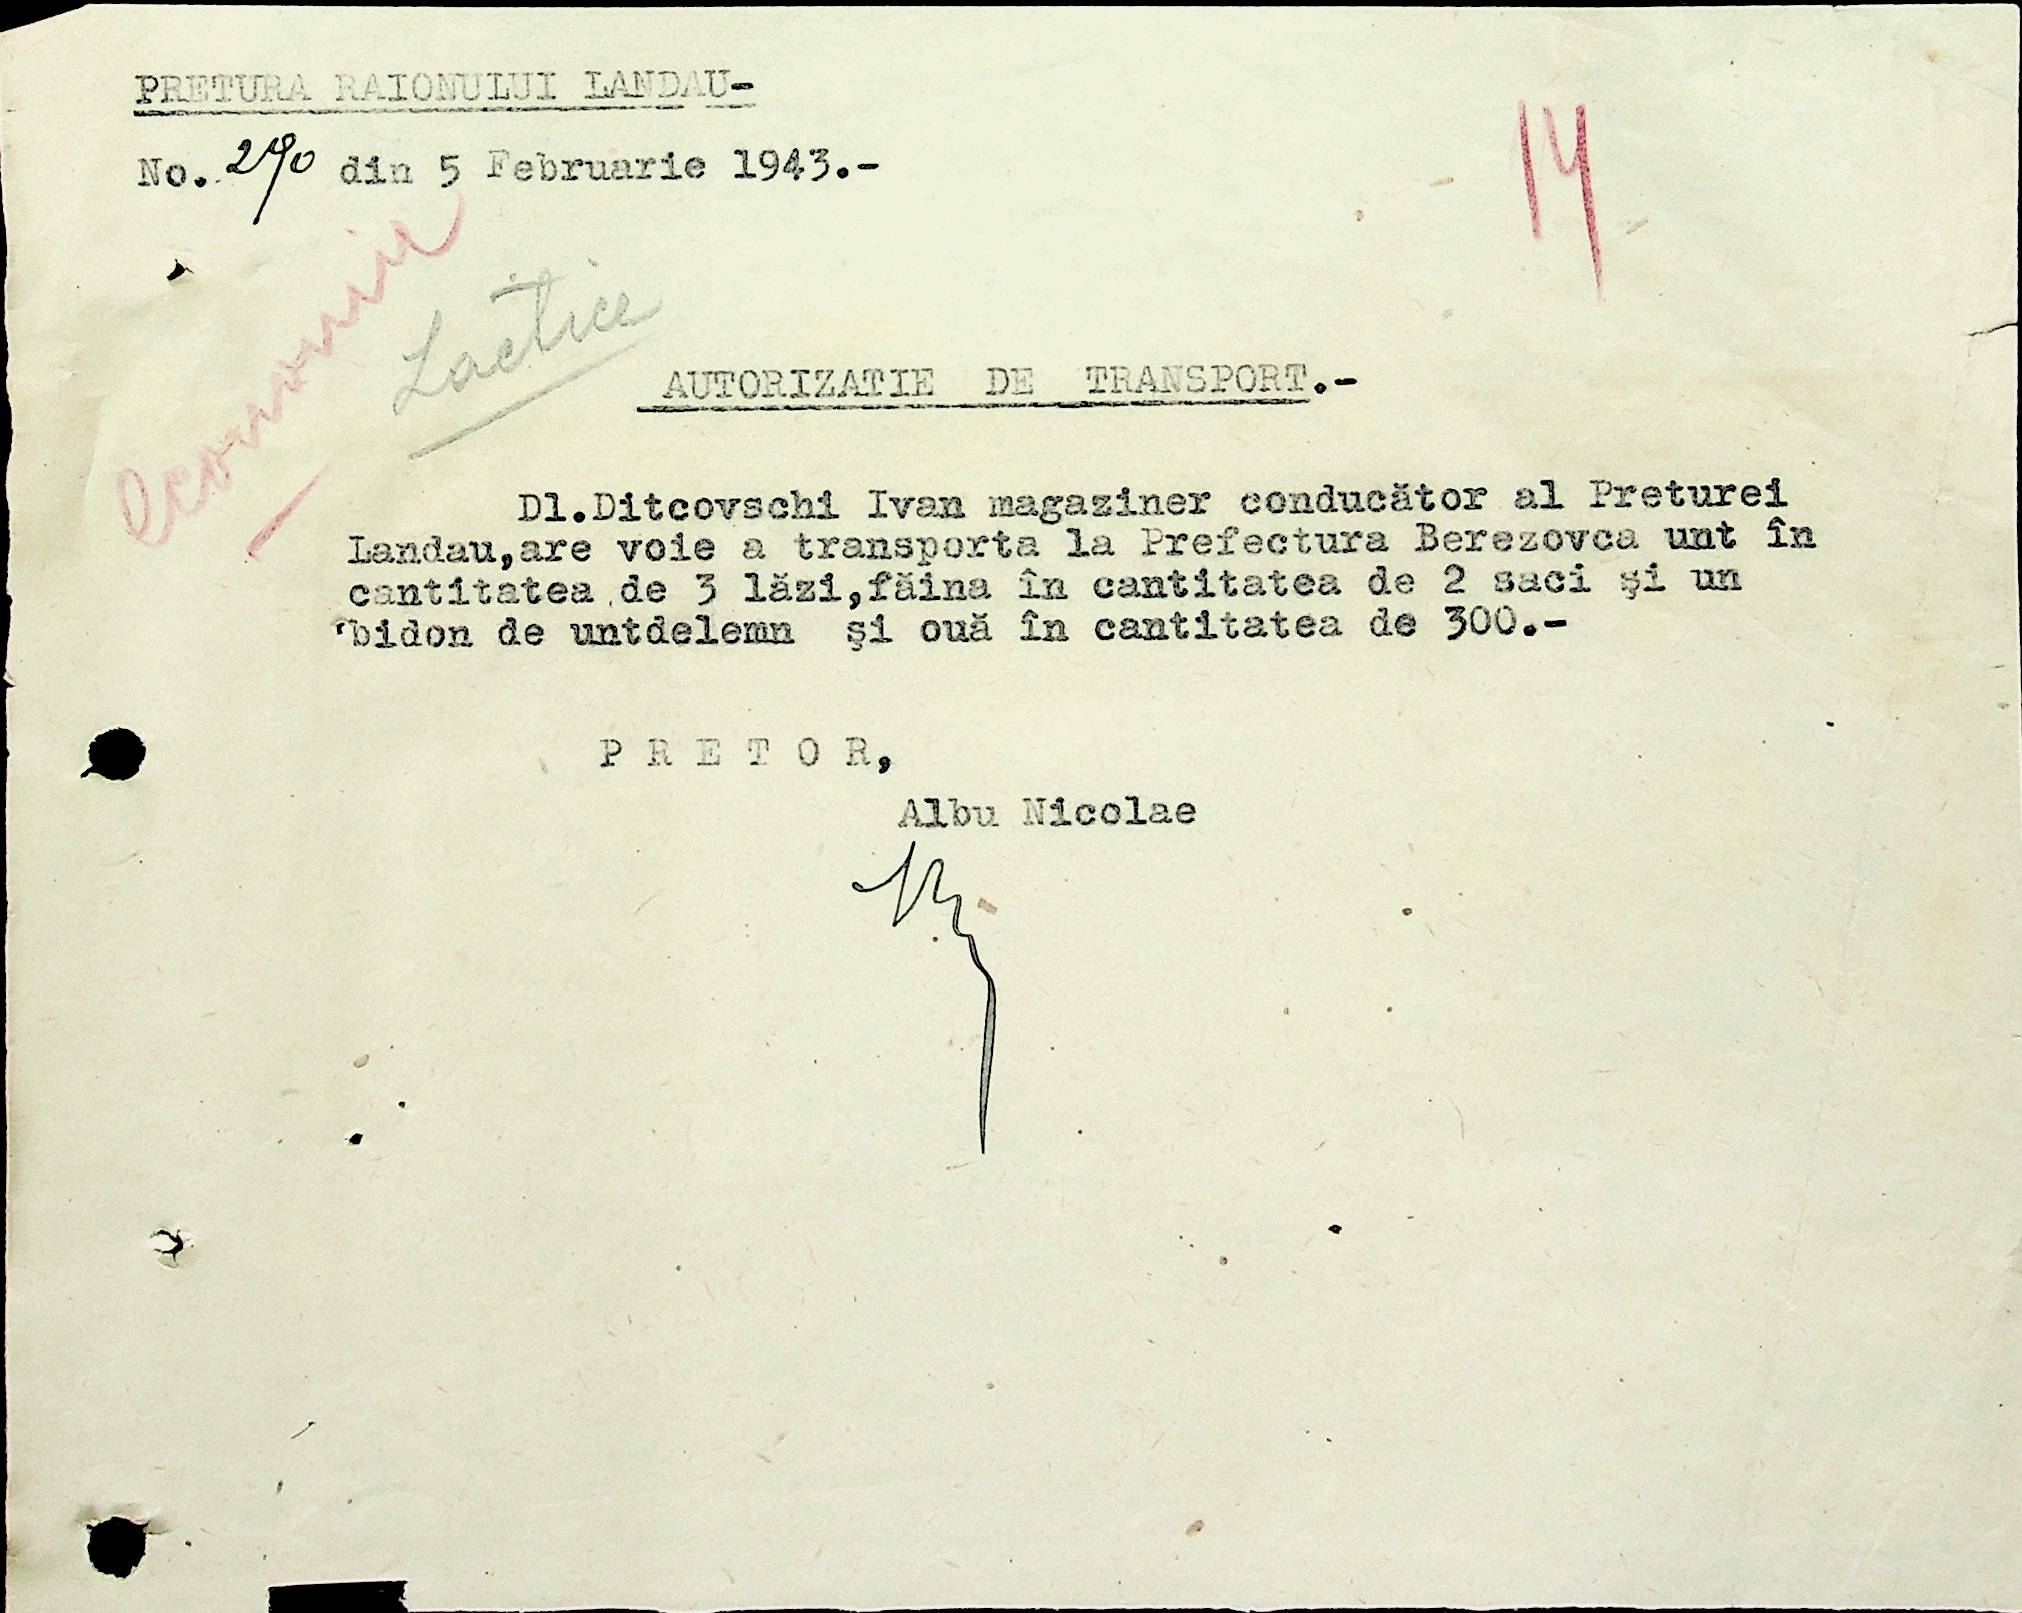 PRETURA RAIONULUI LANDAU-
No. 290 din 5 Februarie 1943.-
14
Economie
Lactice
AUTORIZATIE DE TRANSPORT.-
Dl.Ditcovschi Ivan magaziner conducător al Preturei
Landau,are voie a transporta la Prefectura Berezovca unt în
cantitatea de 3 lăzi,făina în cantitatea de 2 saci şi un
bidon de untdelemn şi ouă în cantitatea de 300.-
P R E T O R,
Albu Nicolae